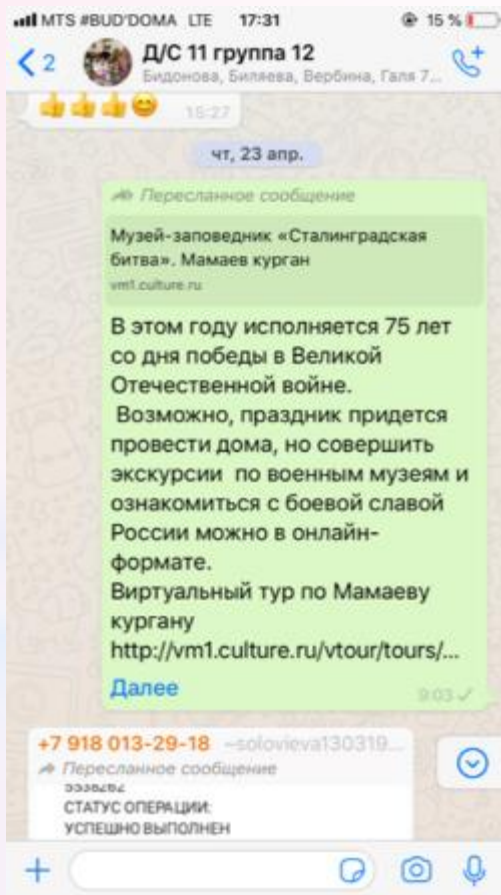 MTS #BUD'DOMA LTE 17:31 15 %
2 Д/С 11 группа 12
Бидонова, Биляева, Вербина, Галя 7...
👍👍👍😊 15:27
чт, 23 апр.
Пересланное сообщение
Музей-заповедник «Сталинградская
битва». Мамаев курган
vm1.culture.ru
В этом году исполняется 75 лет
со дня победы в Великой
Отечественной войне.
Возможно, праздник придется
провести дома, но совершить
экскурсии по военным музеям и
ознакомиться с боевой славой
России можно в онлайн-
формате.
Виртуальный тур по Мамаеву
кургану
http://vm1.culture.ru/vtour/tours/...
Далее 9:03
+7 918 013-29-18 ~solovieva130319...
Пересланное сообщение
СТАТУС ОПЕРАЦИИ:
УСПЕШНО ВЫПОЛНЕН